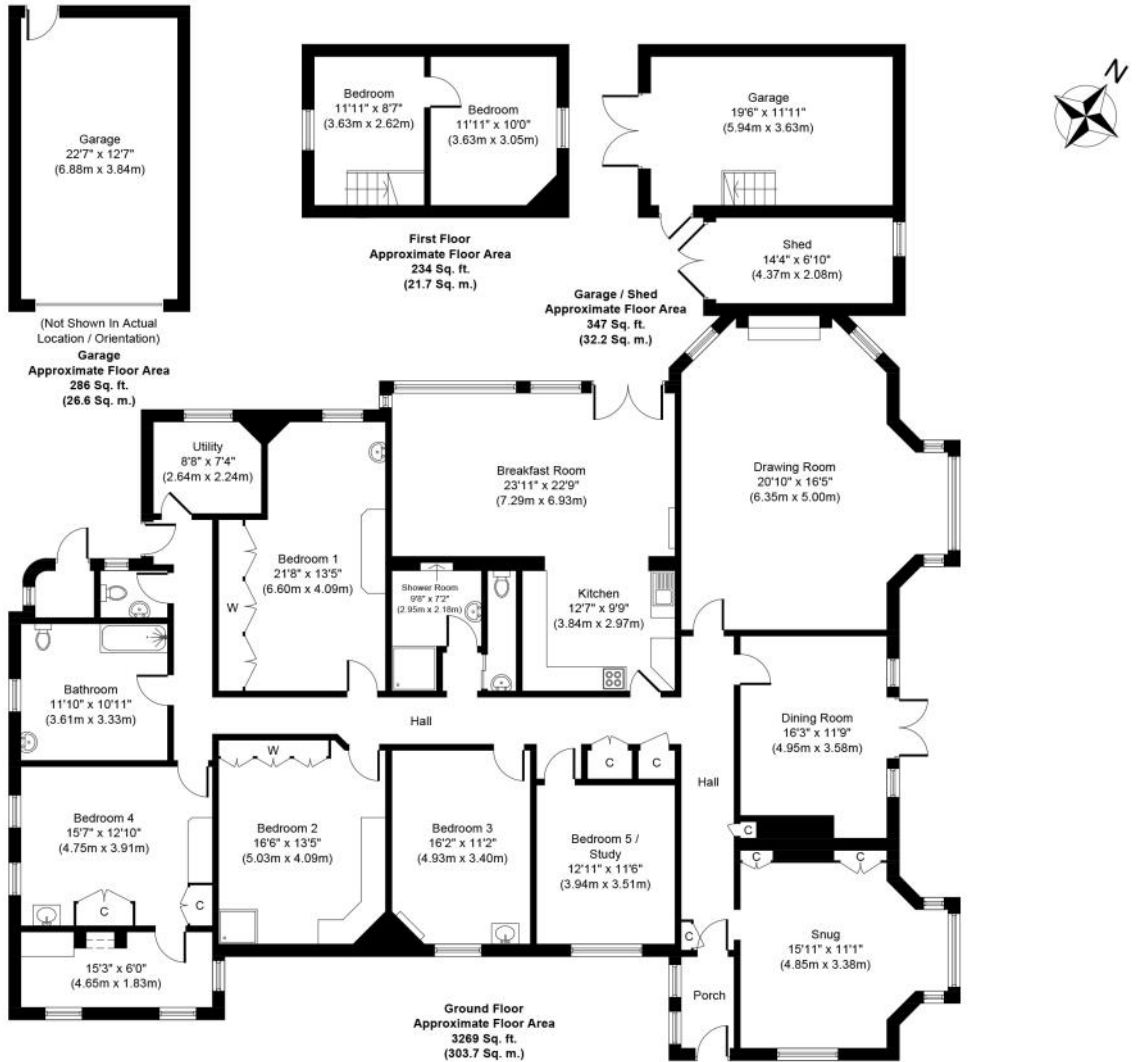 N
Garage
22'7" x 12'7"
(6.88m x 3.84m)
(Not Shown In Actual
Location / Orientation)
Garage
Approximate Floor Area
286 Sq. ft.
(26.6 Sq. m.)
Bedroom
11'11" x 8'7"
(3.63m x 2.62m)
Bedroom
11'11" x 10'0"
(3.63m x 3.05m)
First Floor
Approximate Floor Area
234 Sq. ft.
(21.7 Sq. m.)
Garage
19'6" x 11'11"
(5.94m x 3.63m)
Shed
14'4" x 6'10"
(4.37m x 2.08m)
Garage / Shed
Approximate Floor Area
347 Sq. ft.
(32.2 Sq. m.)
Utility
8'8" x 7'4"
(2.64m x 2.24m)
Breakfast Room
23'11" x 22'9"
(7.29m x 6.93m)
Drawing Room
20'10" x 16'5"
(6.35m x 5.00m)
Bedroom 1
21'8" x 13'5"
(6.60m x 4.09m)
W
Shower Room
9'8" x 7'2"
(2.95m x 2.18m)
Kitchen
12'7" x 9'9"
(3.84m x 2.97m)
Bathroom
11'10" x 10'11"
(3.61m x 3.33m)
Hall
Dining Room
16'3" x 11'9"
(4.95m x 3.58m)
W
C
C
Hall
Bedroom 4
15'7" x 12'10"
(4.75m x 3.91m)
Bedroom 2
16'6" x 13'5"
(5.03m x 4.09m)
Bedroom 3
16'2" x 11'2"
(4.93m x 3.40m)
Bedroom 5 /
Study
12'11" x 11'6"
(3.94m x 3.51m)
C
C
C
C
C
C
Snug
15'11" x 11'1"
(4.85m x 3.38m)
15'3" x 6'0"
(4.65m x 1.83m)
Porch
Ground Floor
Approximate Floor Area
3269 Sq. ft.
(303.7 Sq. m.)